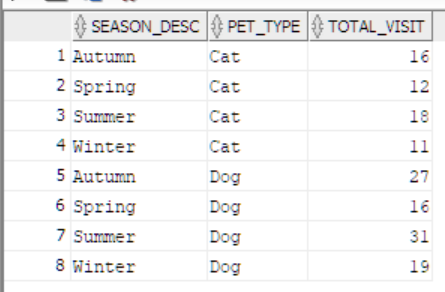 SEASON_DESC PET_TYPE TOTAL_VISIT
1 Autumn Cat 16
2 Spring Cat 12
3 Summer Cat 18
4 Winter Cat 11
5 Autumn Dog 27
6 Spring Dog 16
7 Summer Dog 31
8 Winter Dog 19